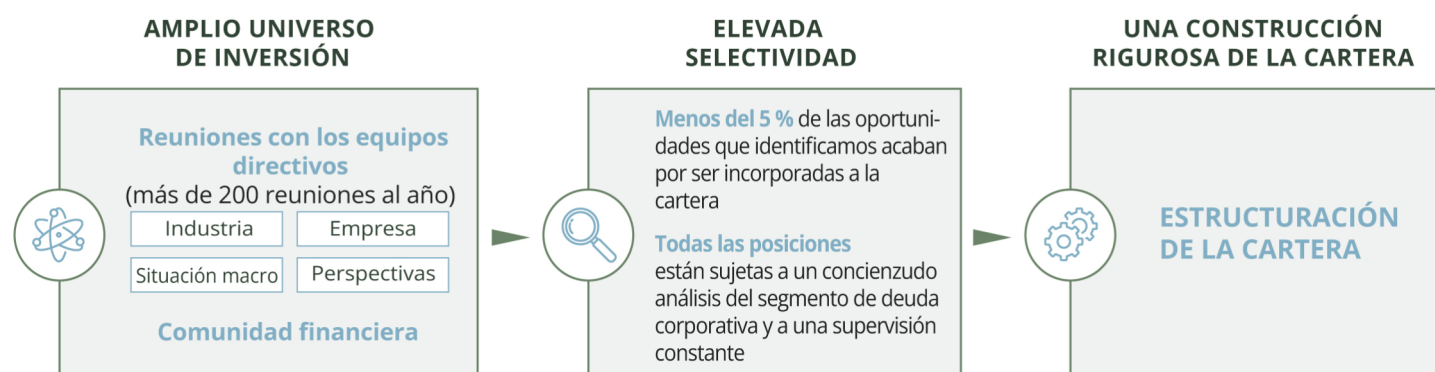 AMPLIO UNIVERSO
DE INVERSIÓN
Reuniones con los equipos
directivos
(más de 200 reuniones al año)
Industria
Empresa
Situación macro
Perspectivas
Comunidad financiera
ELEVADA
SELECTIVIDAD
Menos del 5 % de las oportuni-
dades que identificamos acaban
por ser incorporadas a la
cartera
Todas las posiciones
están sujetas a un concienzudo
análisis del segmento de deuda
corporativa y a una supervisión
constante
UNA CONSTRUCCIÓN
RIGUROSA DE LA CARTERA
ESTRUCTURACIÓN
DE LA CARTERA